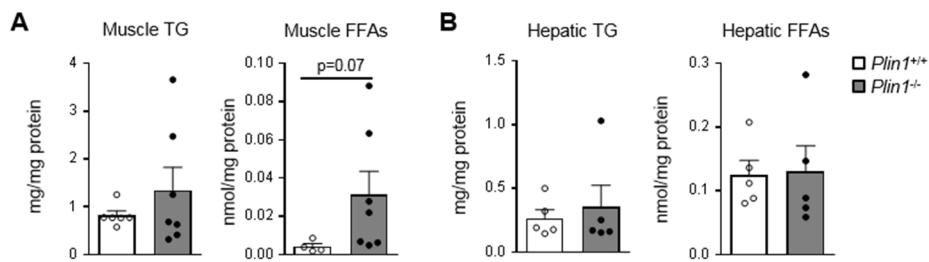 A
Muscle TG
mg/mg protein
4
3
2
1
0
Muscle FFAs
p=0.07
nmol/mg protein
0.10
0.08
0.06
0.04
0.02
0.00
B
Hepatic TG
mg/mg protein
1.5
1.0
0.5
0.0
Hepatic FFAs
nmol/mg protein
0.3
0.2
0.1
0.0
Plin1+/+
Plin1-/-